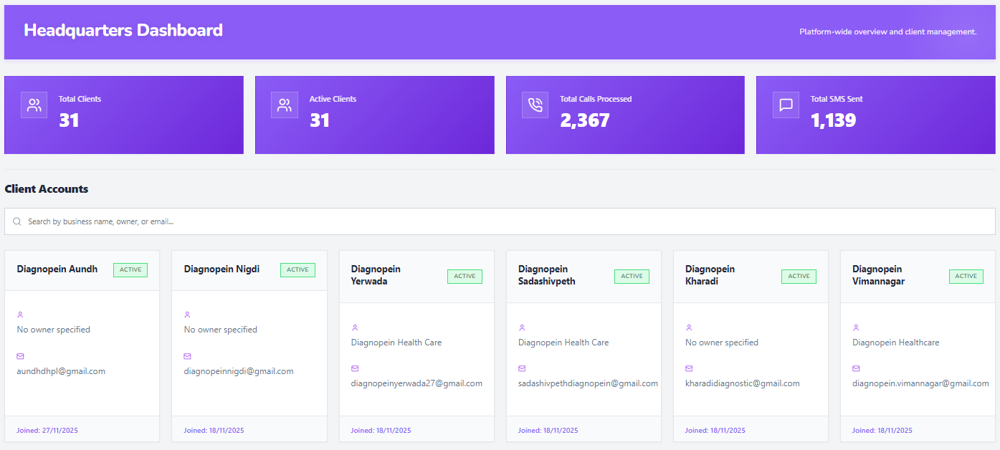 Headquarters Dashboard
Platform-wide overview and client management.
Total Clients
31
Active Clients
31
Total Calls Processed
2,367
Total SMS Sent
1,139
Client Accounts
Search by business name, owner, or email...
Diagnopein Aundh
ACTIVE
No owner specified
aundhdhpl@gmail.com
Joined: 27/11/2025
Diagnopein Nigdi
ACTIVE
No owner specified
diagnopeinnigdi@gmail.com
Joined: 18/11/2025
Diagnopein
Yerwada
ACTIVE
Diagnopein Health Care
diagnopeinyerwada27@gmail.com
Joined: 18/11/2025
Diagnopein
Sadashivpeth
ACTIVE
Diagnopein Health Care
sadashivpethdiagnopein@gmail.com
Joined: 18/11/2025
Diagnopein
Kharadi
ACTIVE
No owner specified
kharadidiagnostic@gmail.com
Joined: 18/11/2025
Diagnopein
Vimannagar
ACTIVE
Diagnopein Healthcare
diagnopein.vimannagar@gmail.com
Joined: 18/11/2025